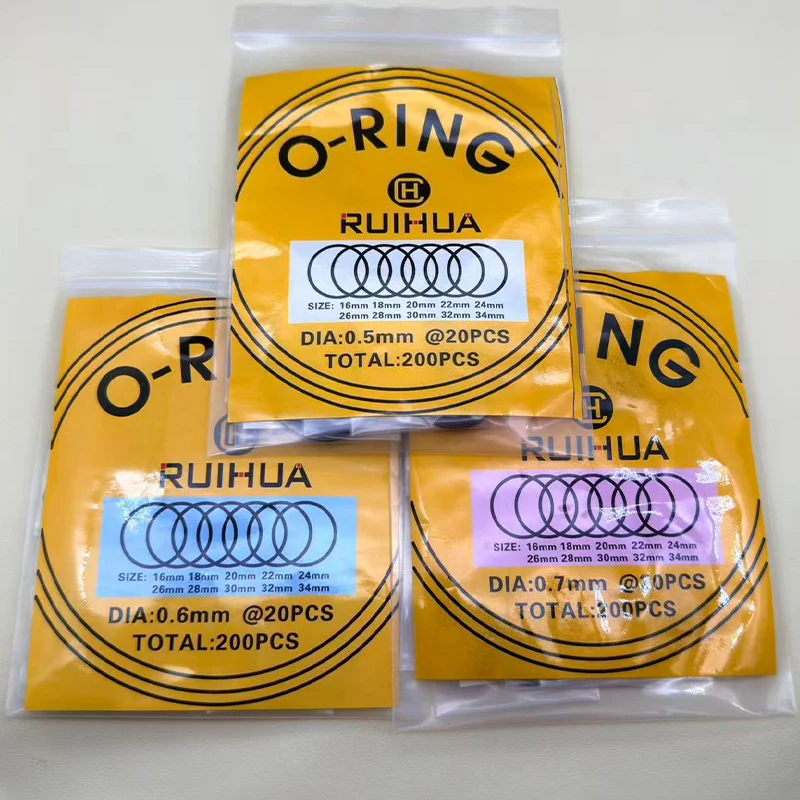 O-RING
CH
RUIHUA
SIZE: 16mm 18mm 20mm 22mm 24mm
26mm 28mm 30mm 32mm 34mm
DIA:0.5mm @20PCS
TOTAL:200PCS
O-R
RUIHUA
SIZE: 16mm 18mm 20mm 22mm 24mm
26mm 28mm 30mm 32mm 34mm
DIA:0.6mm @20PCS
TOTAL:200PCS
ING
RUIHUA
SIZE: 16mm 18mm 20mm 22mm 24mm
26mm 28mm 30mm 32mm 34mm
DIA:0.7mm
TOTAL:200PCS